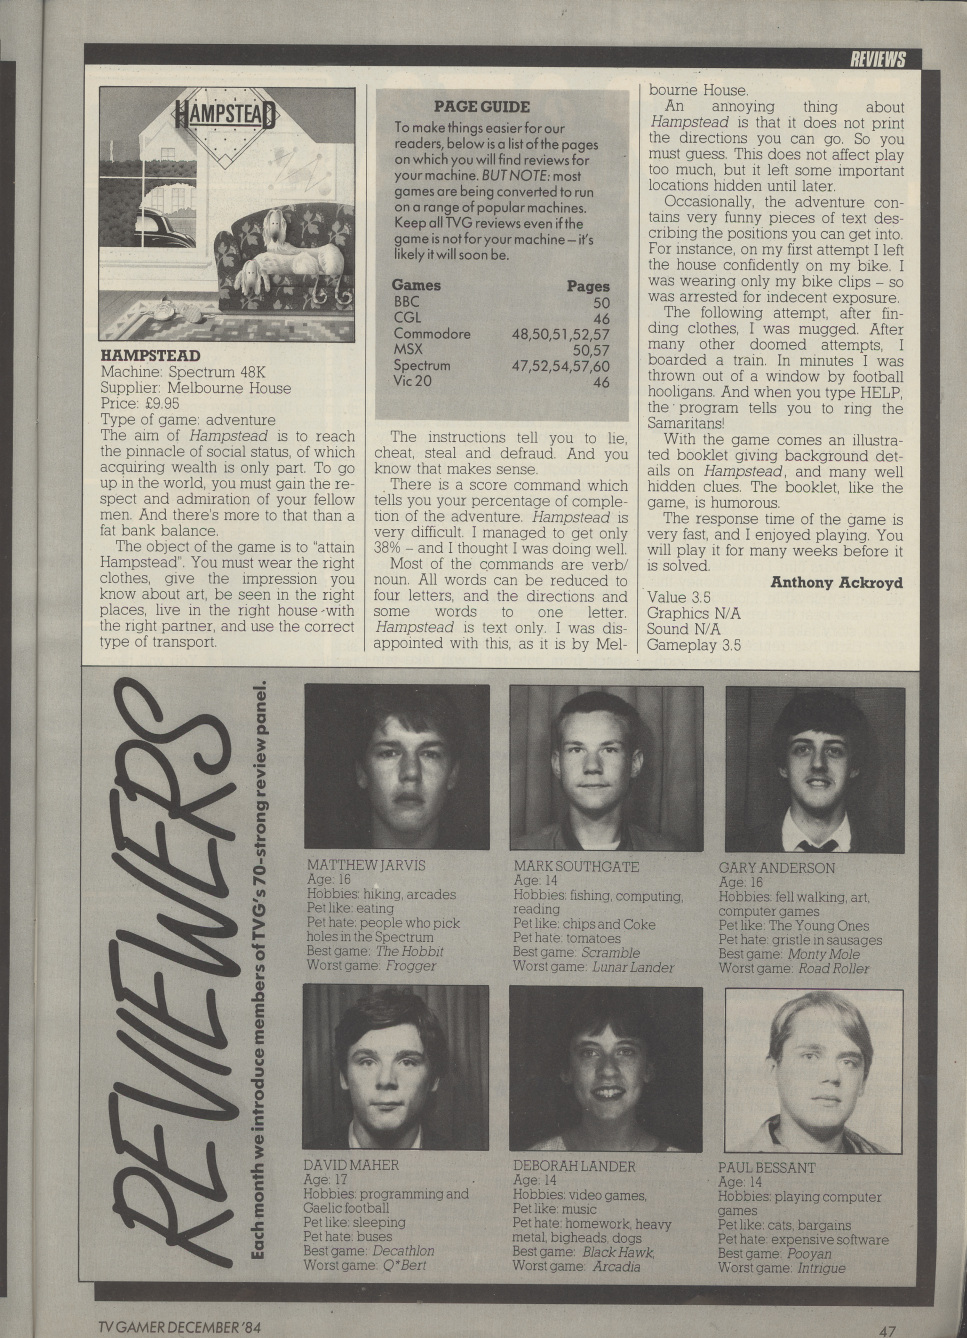 REVIEWS
HAMPSTEAD
HAMPSTEAD
Machine: Spectrum 48K
Supplier: Melbourne House
Price: £9.95
Type of game: adventure
The aim of Hampstead is to reach
the pinnacle of social status, of which
acquiring wealth is only part. To go
up in the world, you must gain the re-
spect and admiration of your fellow
men. And there's more to that than a
fat bank balance.
The object of the game is to "attain
Hampstead". You must wear the right
clothes, give the impression you
know about art, be seen in the right
places, live in the right house with
the right partner, and use the correct
type of transport.
PAGE GUIDE
To make things easier for our
readers, below is a list of the pages
on which you will find reviews for
your machine. BUT NOTE: most
games are being converted to run
on a range of popular machines.
Keep all TVG reviews even if the
game is not for your machine – it's
likely it will soon be.
Games Pages
BBC 50
CGL 46
Commodore 48,50,51,52,57
MSX 50,57
Spectrum 47,52,54,57,60
Vic 20 46
The instructions tell you to lie,
cheat, steal and defraud. And you
know that makes sense.
There is a score command which
tells you your percentage of comple-
tion of the adventure. Hampstead is
very difficult. I managed to get only
38% – and I thought I was doing well.
Most of the commands are verb/
noun. All words can be reduced to
four letters, and the directions and
some words to one letter.
Hampstead is text only. I was dis-
appointed with this, as it is by Mel-
bourne House.
An annoying thing about
Hampstead is that it does not print
the directions you can go. So you
must guess. This does not affect play
too much, but it left some important
locations hidden until later.
Occasionally, the adventure con-
tains very funny pieces of text des-
cribing the positions you can get into.
For instance, on my first attempt I left
the house confidently on my bike. I
was wearing only my bike clips – so
was arrested for indecent exposure.
The following attempt, after fin-
ding clothes, I was mugged. After
many other doomed attempts, I
boarded a train. In minutes I was
thrown out of a window by football
hooligans. And when you type HELP,
the program tells you to ring the
Samaritans!
With the game comes an illustra-
ted booklet giving background det-
ails on Hampstead, and many well
hidden clues. The booklet, like the
game, is humorous.
The response time of the game is
very fast, and I enjoyed playing. You
will play it for many weeks before it
is solved.
Anthony Ackroyd
Value 3.5
Graphics N/A
Sound N/A
Gameplay 3.5
REVIEWERS
Each month we introduce members of TVG's 70-strong review panel.
MATTHEW JARVIS
Age: 16
Hobbies: hiking, arcades
Pet like: eating
Pet hate: people who pick
holes in the Spectrum
Best game: The Hobbit
Worst game: Frogger
MARK SOUTHGATE
Age: 14
Hobbies: fishing, computing,
reading
Pet like: chips and Coke
Pet hate: tomatoes
Best game: Scramble
Worst game: Lunar Lander
GARY ANDERSON
Age: 16
Hobbies: fell walking, art,
computer games
Pet like: The Young Ones
Pet hate: gristle in sausages
Best game: Monty Mole
Worst game: Road Roller
DAVID MAHER
Age: 17
Hobbies: programming and
Gaelic football
Pet like: sleeping
Pet hate: buses
Best game: Decathlon
Worst game: Q*Bert
DEBORAH LANDER
Age: 14
Hobbies: video games,
Pet like: music
Pet hate: homework, heavy
metal, bigheads, dogs
Best game: Black Hawk,
Worst game: Arcadia
PAUL BESSANT
Age: 14
Hobbies: playing computer
games
Pet like: cats, bargains
Pet hate: expensive software
Best game: Pooyan
Worst game: Intrigue
TV GAMER DECEMBER '84
47